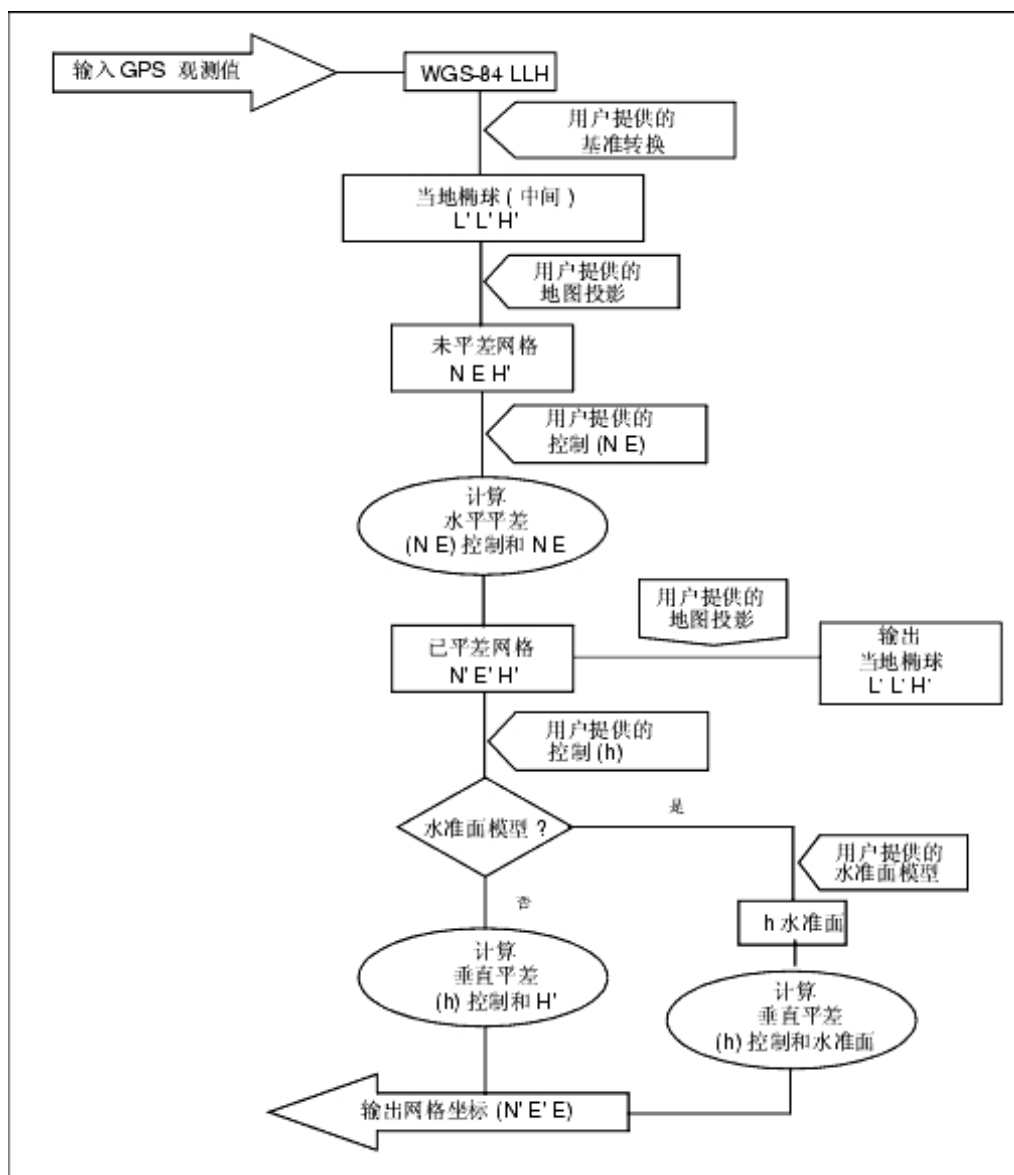 输入 GPS 观测值
WGS-84 LLH
用户提供的
基准转换
当地椭球 ( 中间 )
L' L' H'
用户提供的
地图投影
未平差网格
N E H'
用户提供的
控制 (N E)
计算
水平平差
(N E) 控制和 N E
用户提供的
地图投影
已平差网格
N' E' H'
输出
当地椭球
L' L' H'
用户提供的
控制 (h)
水准面模型 ?
是
用户提供的
水准面模型
否
h 水准面
计算
垂直平差
(h) 控制和 H'
计算
垂直平差
(h) 控制和水准面
输出网格坐标 (N' E' E)